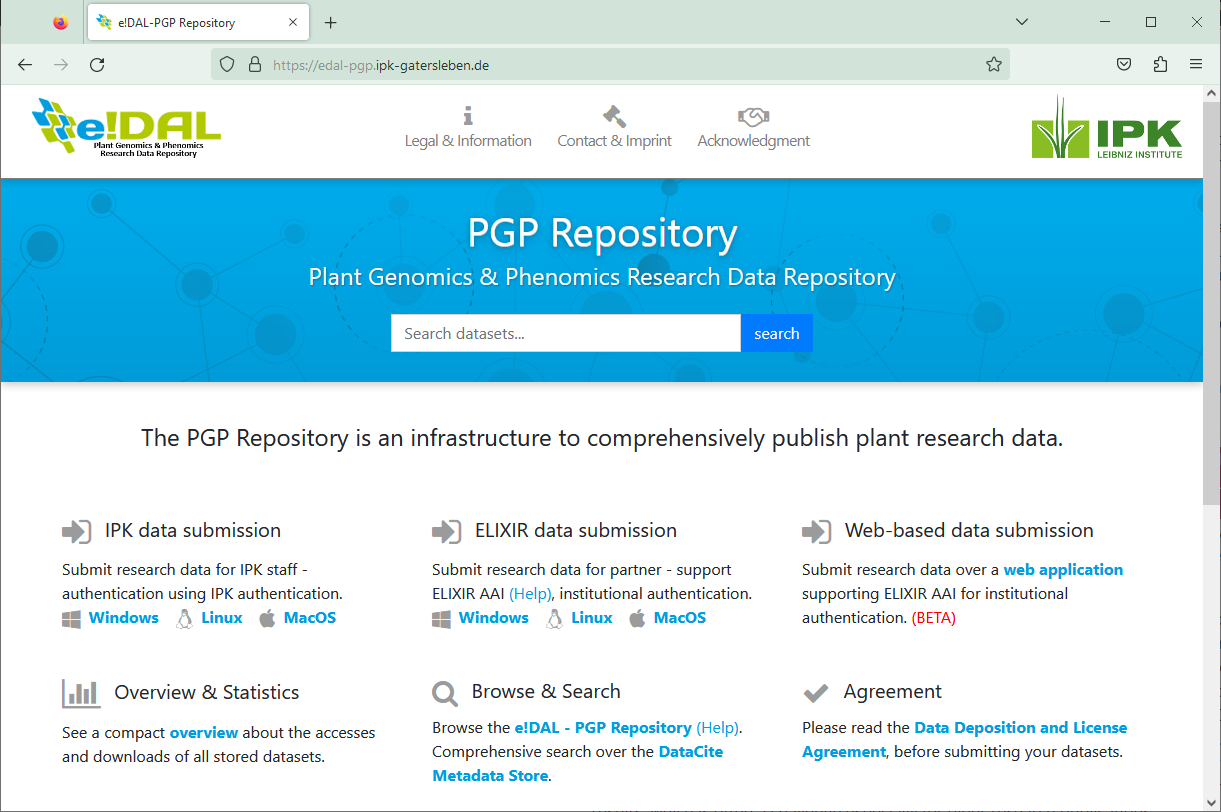 e!DAL-PGP Repository
https://edal-pgp.ipk-gatersleben.de
e!DAL
Plant Genomics & Phenomics
Research Data Repository
Legal & Information
Contact & Imprint
Acknowledgment
IPK
LEIBNIZ INSTITUTE
PGP Repository
Plant Genomics & Phenomics Research Data Repository
Search datasets...
search
The PGP Repository is an infrastructure to comprehensively publish plant research data.
IPK data submission
Submit research data for IPK staff -
authentication using IPK authentication.
Windows Linux MacOS
ELIXIR data submission
Submit research data for partner - support
ELIXIR AAI (Help), institutional authentication.
Windows Linux MacOS
Web-based data submission
Submit research data over a web application
supporting ELIXIR AAI for institutional
authentication. (BETA)
Overview & Statistics
See a compact overview about the accesses
and downloads of all stored datasets.
Browse & Search
Browse the e!DAL - PGP Repository (Help).
Comprehensive search over the DataCite
Metadata Store.
Agreement
Please read the Data Deposition and License
Agreement, before submitting your datasets.